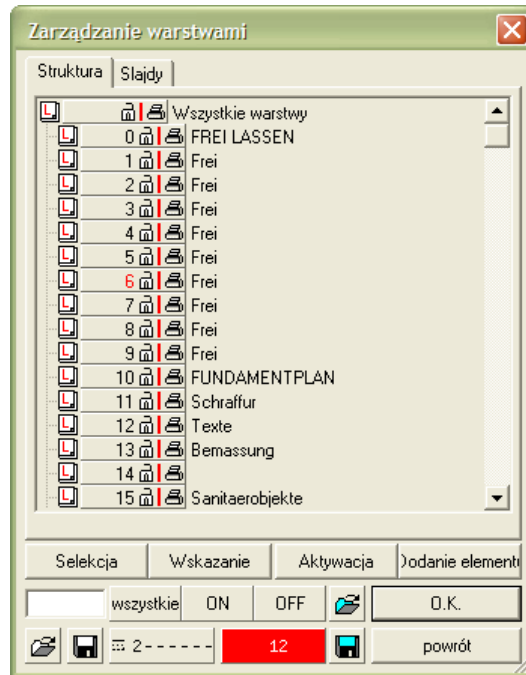 Zarządzanie warstwami
Struktura Slajdy
Wszystkie warstwy
0 FREI LASSEN
1 Frei
2 Frei
3 Frei
4 Frei
5 Frei
6 Frei
7 Frei
8 Frei
9 Frei
10 FUNDAMENTPLAN
11 Schraffur
12 Texte
13 Bemassung
14
15 Sanitaerobjekte
Selekcja Wskazanie Aktywacja Dodanie elementu
wszystkie ON OFF O.K.
2------ 12 powrót